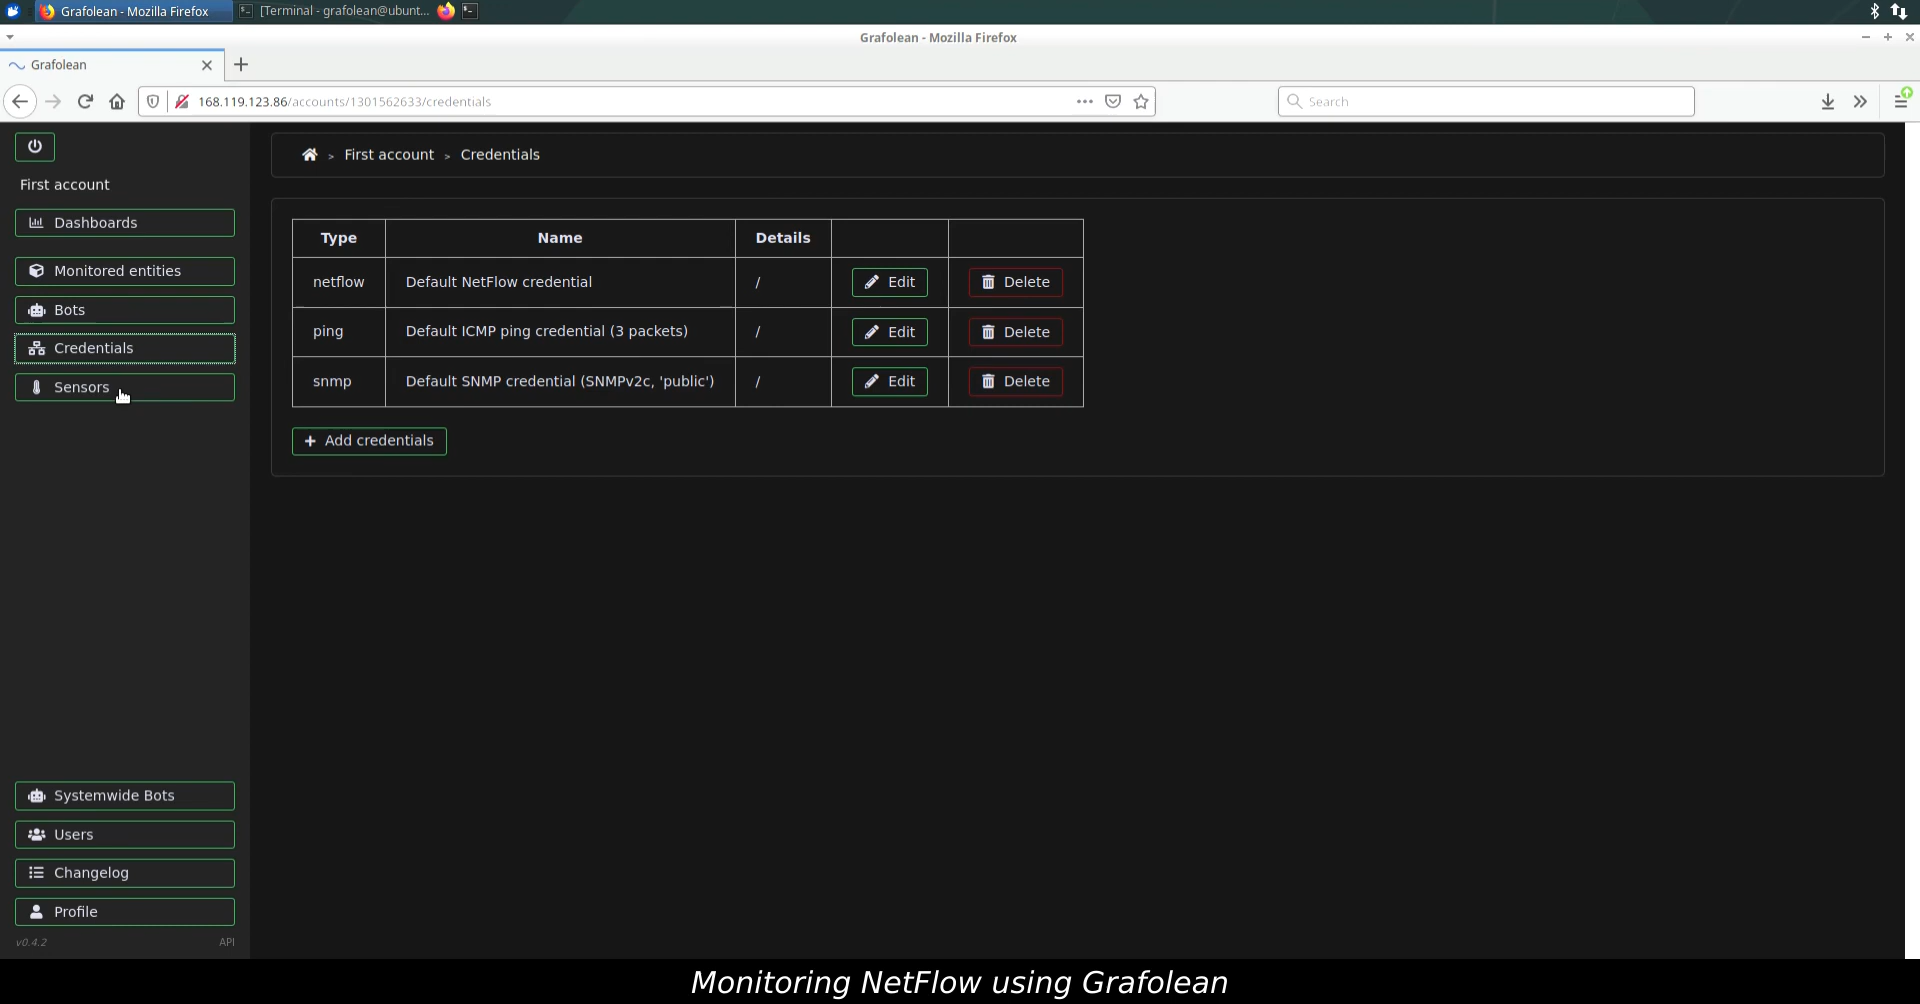 Grafolean - Mozilla Firefox
[Terminal - grafolean@ubunt...
Grafolean - Mozilla Firefox
Grafolean
168.119.123.86/accounts/1301562633/credentials
Search
First account
Dashboards
Monitored entities
Bots
Credentials
Sensors
Systemwide Bots
Users
Changelog
Profile
v0.4.2 API
> First account > Credentials
Type Name Details
netflow Default NetFlow credential / Edit Delete
ping Default ICMP ping credential (3 packets) / Edit Delete
snmp Default SNMP credential (SNMPv2c, 'public') / Edit Delete
+ Add credentials
Monitoring NetFlow using Grafolean